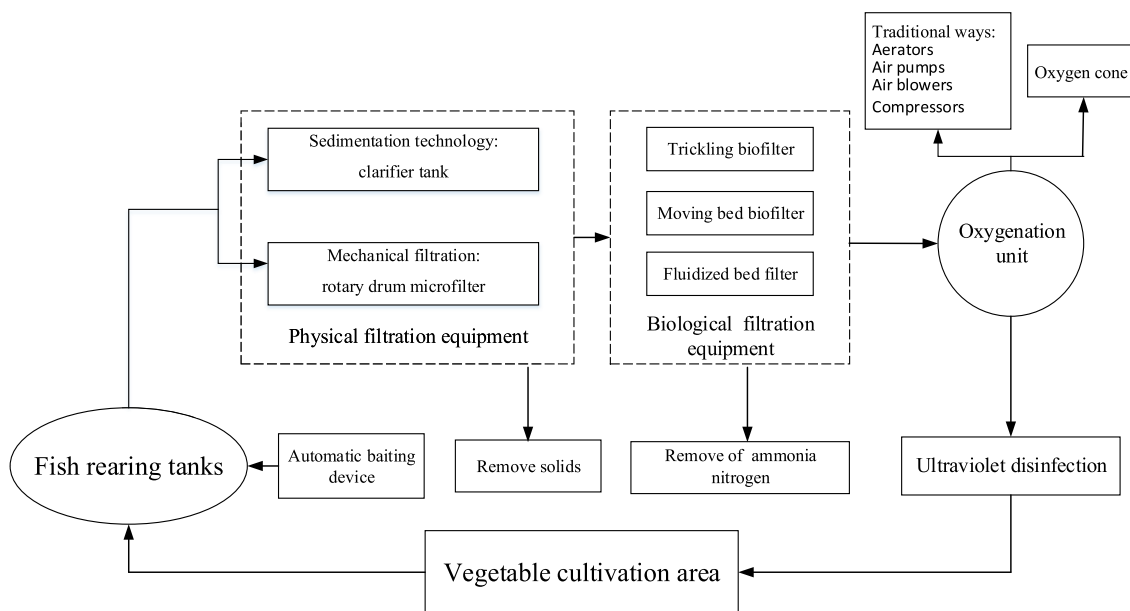 Traditional ways:
Aerators
Air pumps
Air blowers
Compressors
Oxygen cone
Sedimentation technology:
clarifier tank
Mechanical filtration:
rotary drum microfilter
Physical filtration equipment
Trickling biofilter
Moving bed biofilter
Fluidized bed filter
Biological filtration
equipment
Oxygenation
unit
Fish rearing tanks
Automatic baiting
device
Remove solids
Remove of ammonia
nitrogen
Ultraviolet disinfection
Vegetable cultivation area